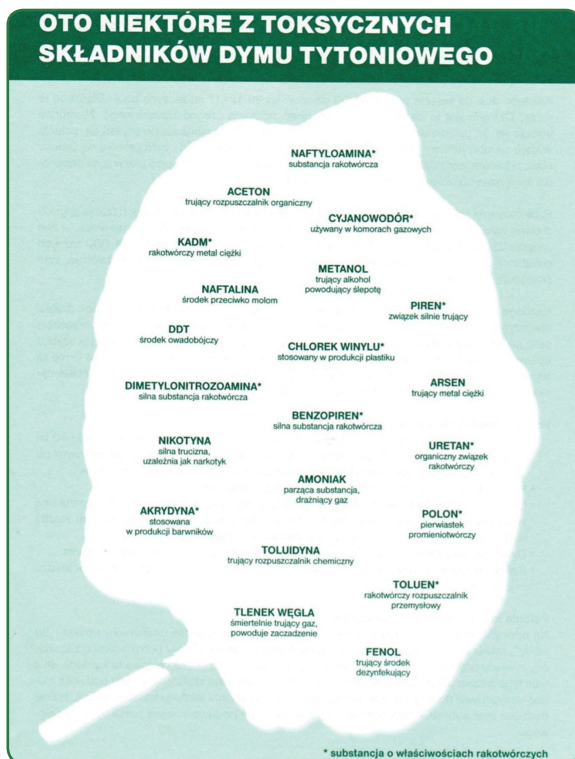 OTO NIEKTÓRE Z TOKSYCZNYCH
SKŁADNIKÓW DYMU TYTONIOWEGO
NAFTYLOAMINA*
substancja rakotwórcza
ACETON
trujący rozpuszczalnik organiczny
CYJANOWODÓR*
używany w komorach gazowych
KADM*
rakotwórczy metal ciężki
METANOL
trujący alkohol
powodujący ślepotę
NAFTALINA
środek przeciwko molom
PIREN*
związek silnie trujący
DDT
środek owadobójczy
CHLOREK WINYLU*
stosowany w produkcji plastiku
DIMETYLONITROZOAMINA*
silna substancja rakotwórcza
ARSEN
trujący metal ciężki
BENZOPIREN*
silna substancja rakotwórcza
NIKOTYNA
silna trucizna,
uzależnia jak narkotyk
URETAN*
organiczny związek
rakotwórczy
AMONIAK
parząca substancja,
drażniący gaz
AKRYDYNA*
stosowana
w produkcji barwników
POLON*
pierwiastek
promieniotwórczy
TOLUIDYNA
trujący rozpuszczalnik chemiczny
TOLUEN*
rakotwórczy rozpuszczalnik
przemysłowy
TLENEK WĘGLA
śmiertelnie trujący gaz,
powoduje zaczadzenie
FENOL
trujący środek
dezynfekujący
* substancja o właściwościach rakotwórczych